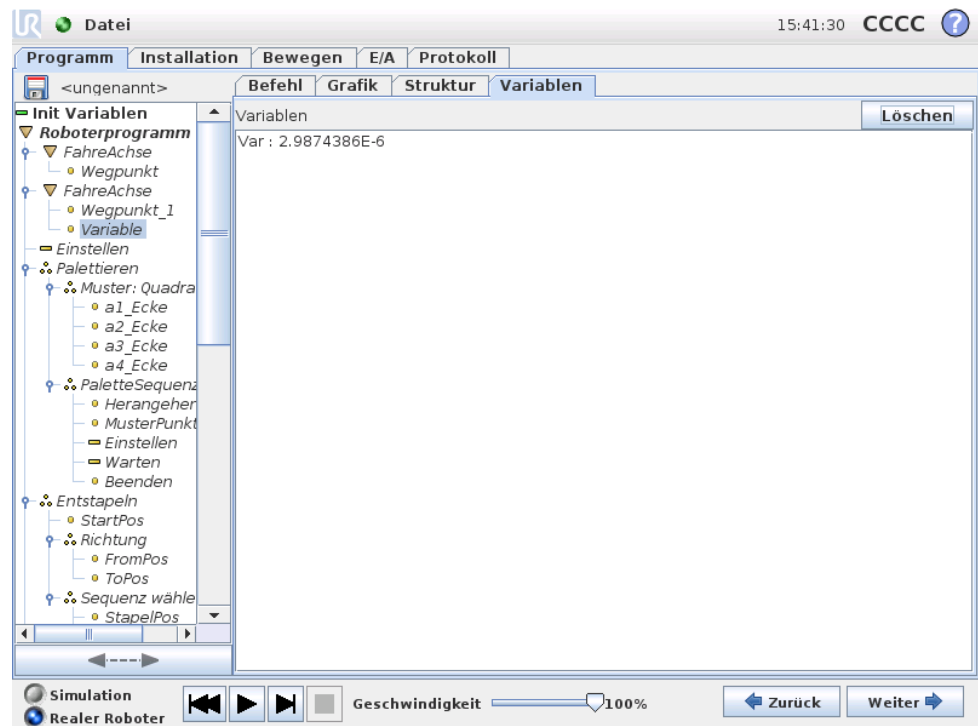 UR Datei 15:41:30 CCCC ?
Programm Installation Bewegen E/A Protokoll
<ungenannt>
Befehl Grafik Struktur Variablen
Variablen Löschen
Var : 2.9874386E-6
Init Variablen
Roboterprogramm
FahreAchse
Wegpunkt
FahreAchse
Wegpunkt_1
Variable
Einstellen
Palettieren
Muster: Quadra
a1_Ecke
a2_Ecke
a3_Ecke
a4_Ecke
PaletteSequenz
Herangehen
MusterPunkt
Einstellen
Warten
Beenden
Entstapeln
StartPos
Richtung
FromPos
ToPos
Sequenz wähle
StapelPos
Simulation
Realer Roboter
Geschwindigkeit 100%
Zurück Weiter